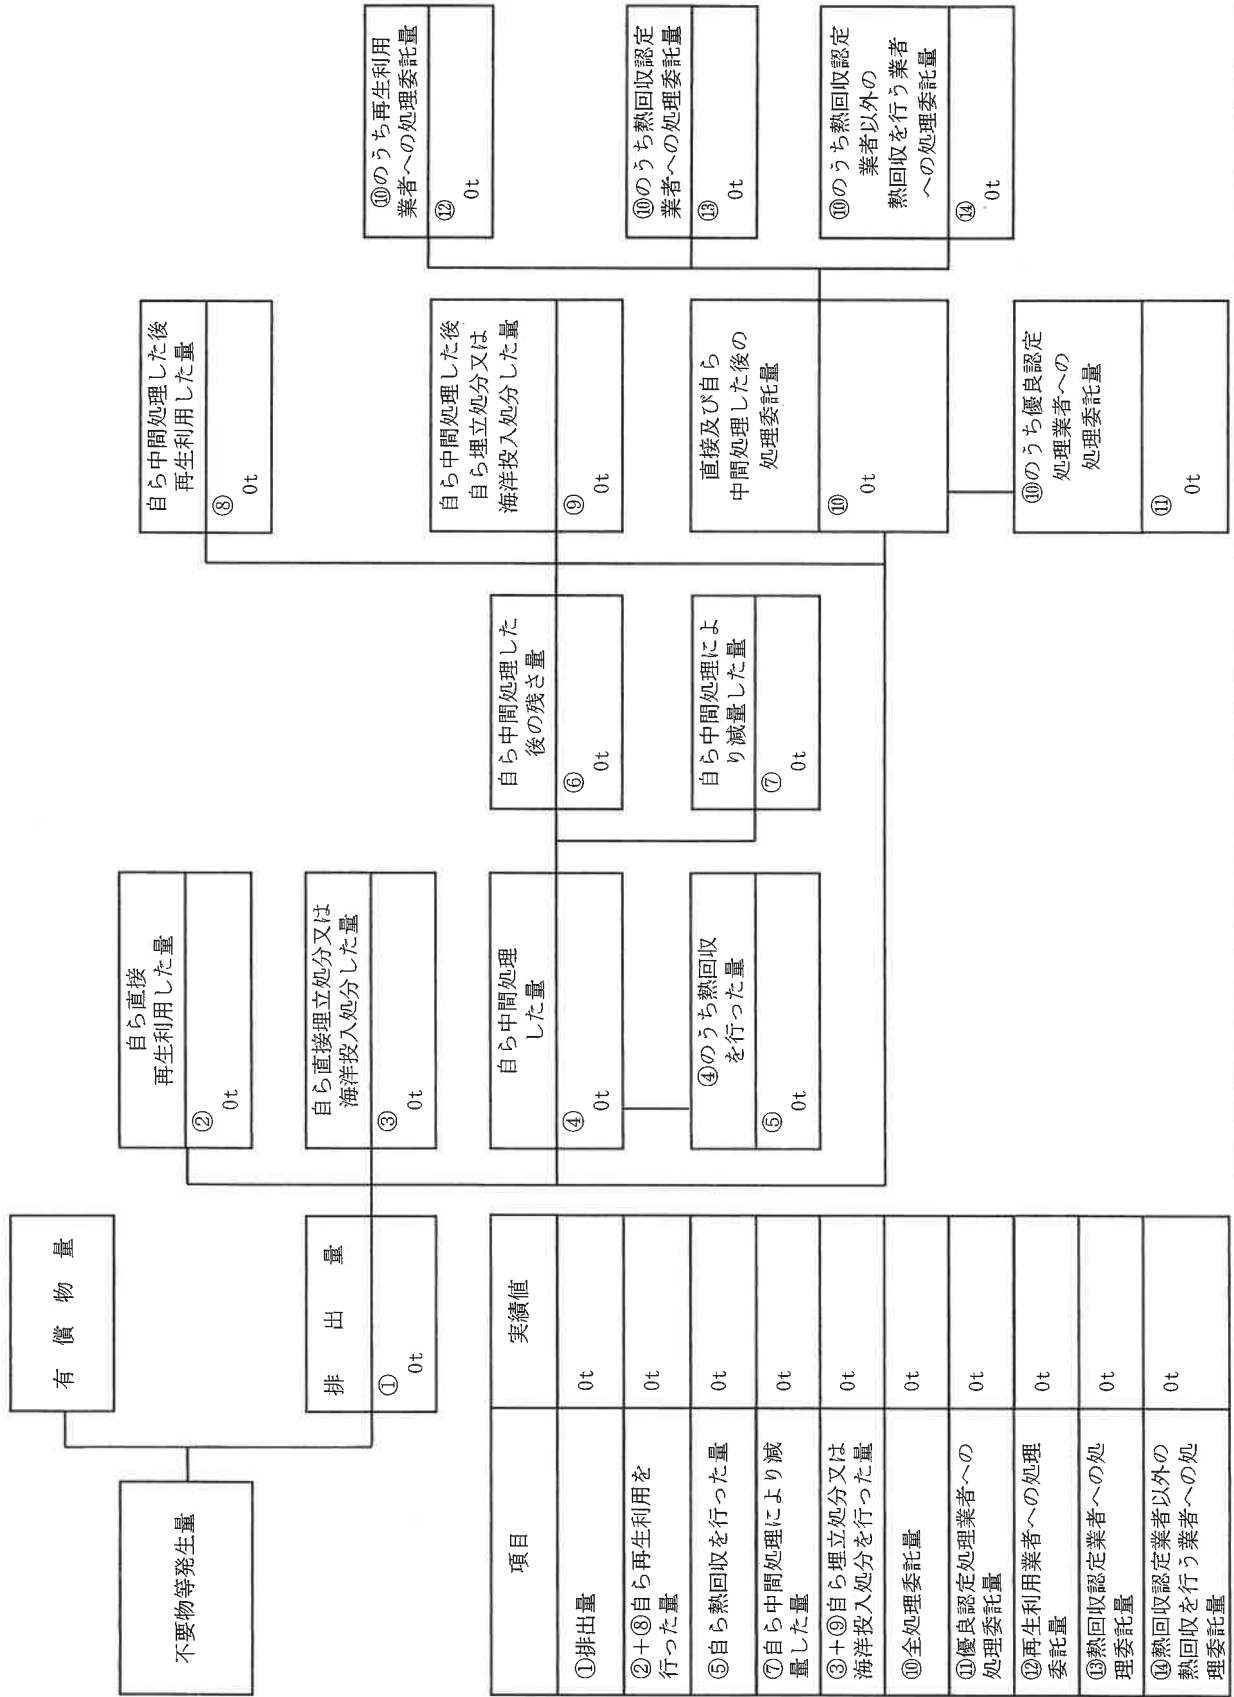 不要物等発生量
有償物量
排出量
①
0t
自ら直接
再生利用した量
②
0t
自ら直接埋立処分又は
海洋投入処分した量
③
0t
自ら中間処理
した量
④
0t
④のうち熱回収
を行った量
⑤
0t
自ら中間処理した
後の残さ量
⑥
0t
自ら中間処理によ
り減量した量
⑦
0t
自ら中間処理した後
再生利用した量
⑧
0t
自ら中間処理した後
自ら埋立処分又は
海洋投入処分した量
⑨
0t
直接及び自ら
中間処理した後の
処理委託量
⑩
0t
⑩のうち優良認定
処理業者への
処理委託量
⑪
0t
⑩のうち再生利用
業者への処理委託量
⑫
0t
⑩のうち熱回収認定
業者への処理委託量
⑬
0t
⑩のうち熱回収認定
業者以外の
熱回収を行う業者
への処理委託量
⑭
0t
項目 実績値
①排出量 0t
②+⑧自ら再生利用を
行った量 0t
⑤自ら熱回収を行った量 0t
⑦自ら中間処理により減
量した量 0t
③+⑨自ら埋立処分又は
海洋投入処分を行った量 0t
⑩全処理委託量 0t
⑪優良認定処理業者への
処理委託量 0t
⑫再生利用業者への処理
委託量 0t
⑬熱回収認定業者への処
理委託量 0t
⑭熱回収認定業者以外の
熱回収を行う業者への処
理委託量 0t